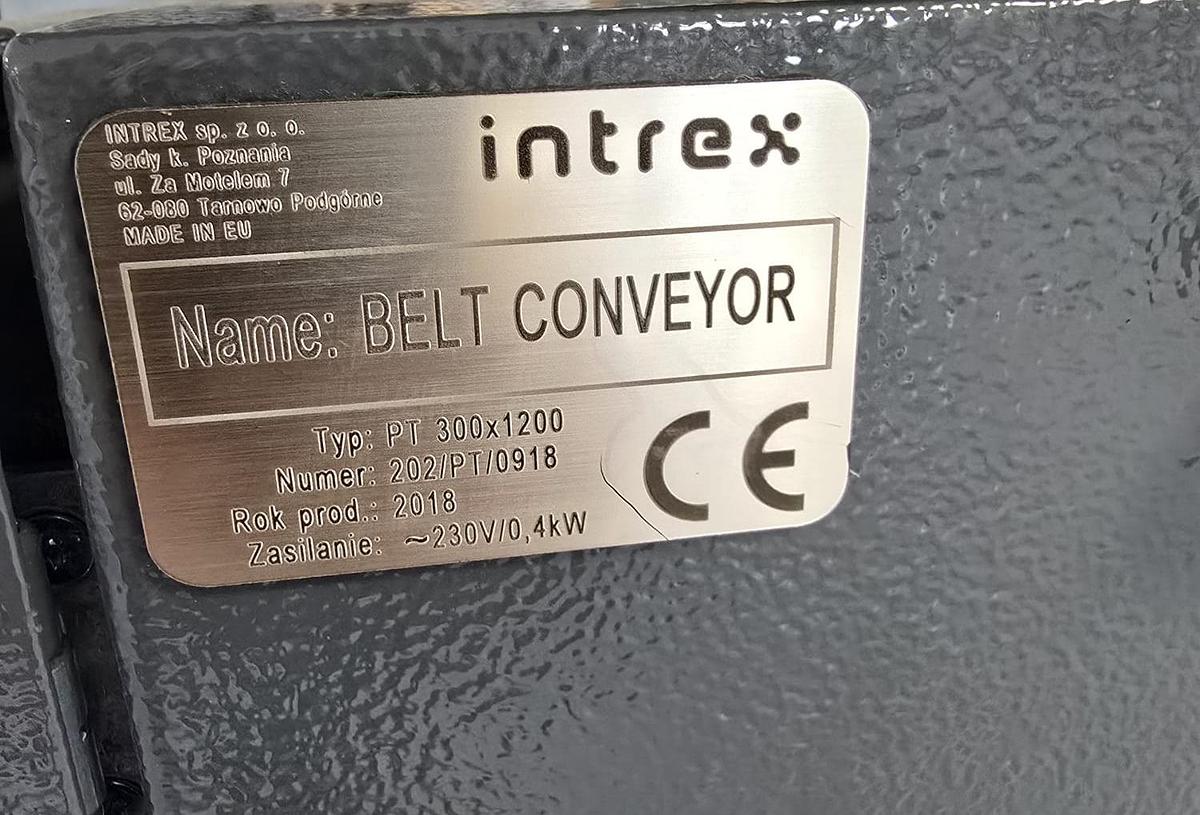 INTREX sp. z o. o.
Sady k. Poznania
ul. Za Motelem 7
62-080 Tarnowo Podgórne
MADE IN EU
intrex
Name: BELT CONVEYOR
Typ: PT 300x1200
Numer: 202/PT/0918
Rok prod.: 2018
Zasilanie: ~230V/0,4kW
CE